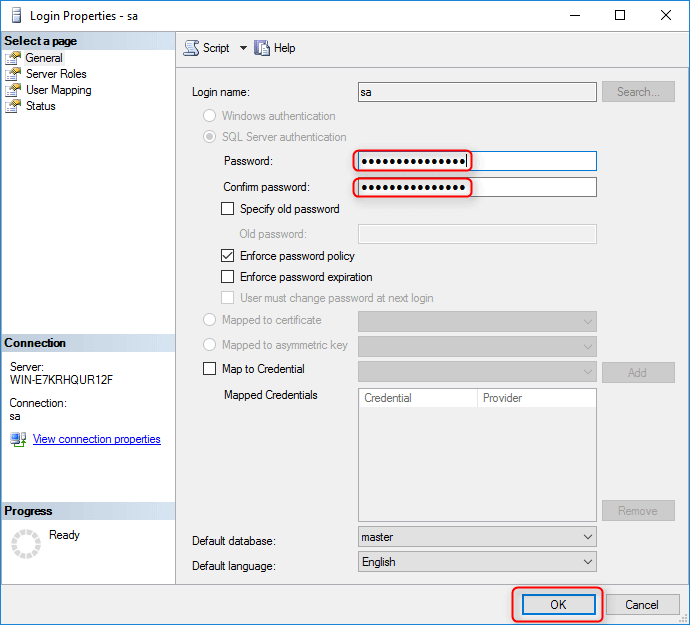 Login Properties - sa
Select a page
General
Server Roles
User Mapping
Status
Connection
Server:
WIN-E7KRHQUR12F
Connection:
sa
View connection properties
Progress
Ready
Script Help
Login name: sa Search...
Windows authentication
SQL Server authentication
Password: ●●●●●●●●●●●●●●●
Confirm password: ●●●●●●●●●●●●●●●
Specify old password
Old password:
Enforce password policy
Enforce password expiration
User must change password at next login
Mapped to certificate
Mapped to asymmetric key
Map to Credential Add
Mapped Credentials Credential Provider
Remove
Default database: master
Default language: English
OK Cancel